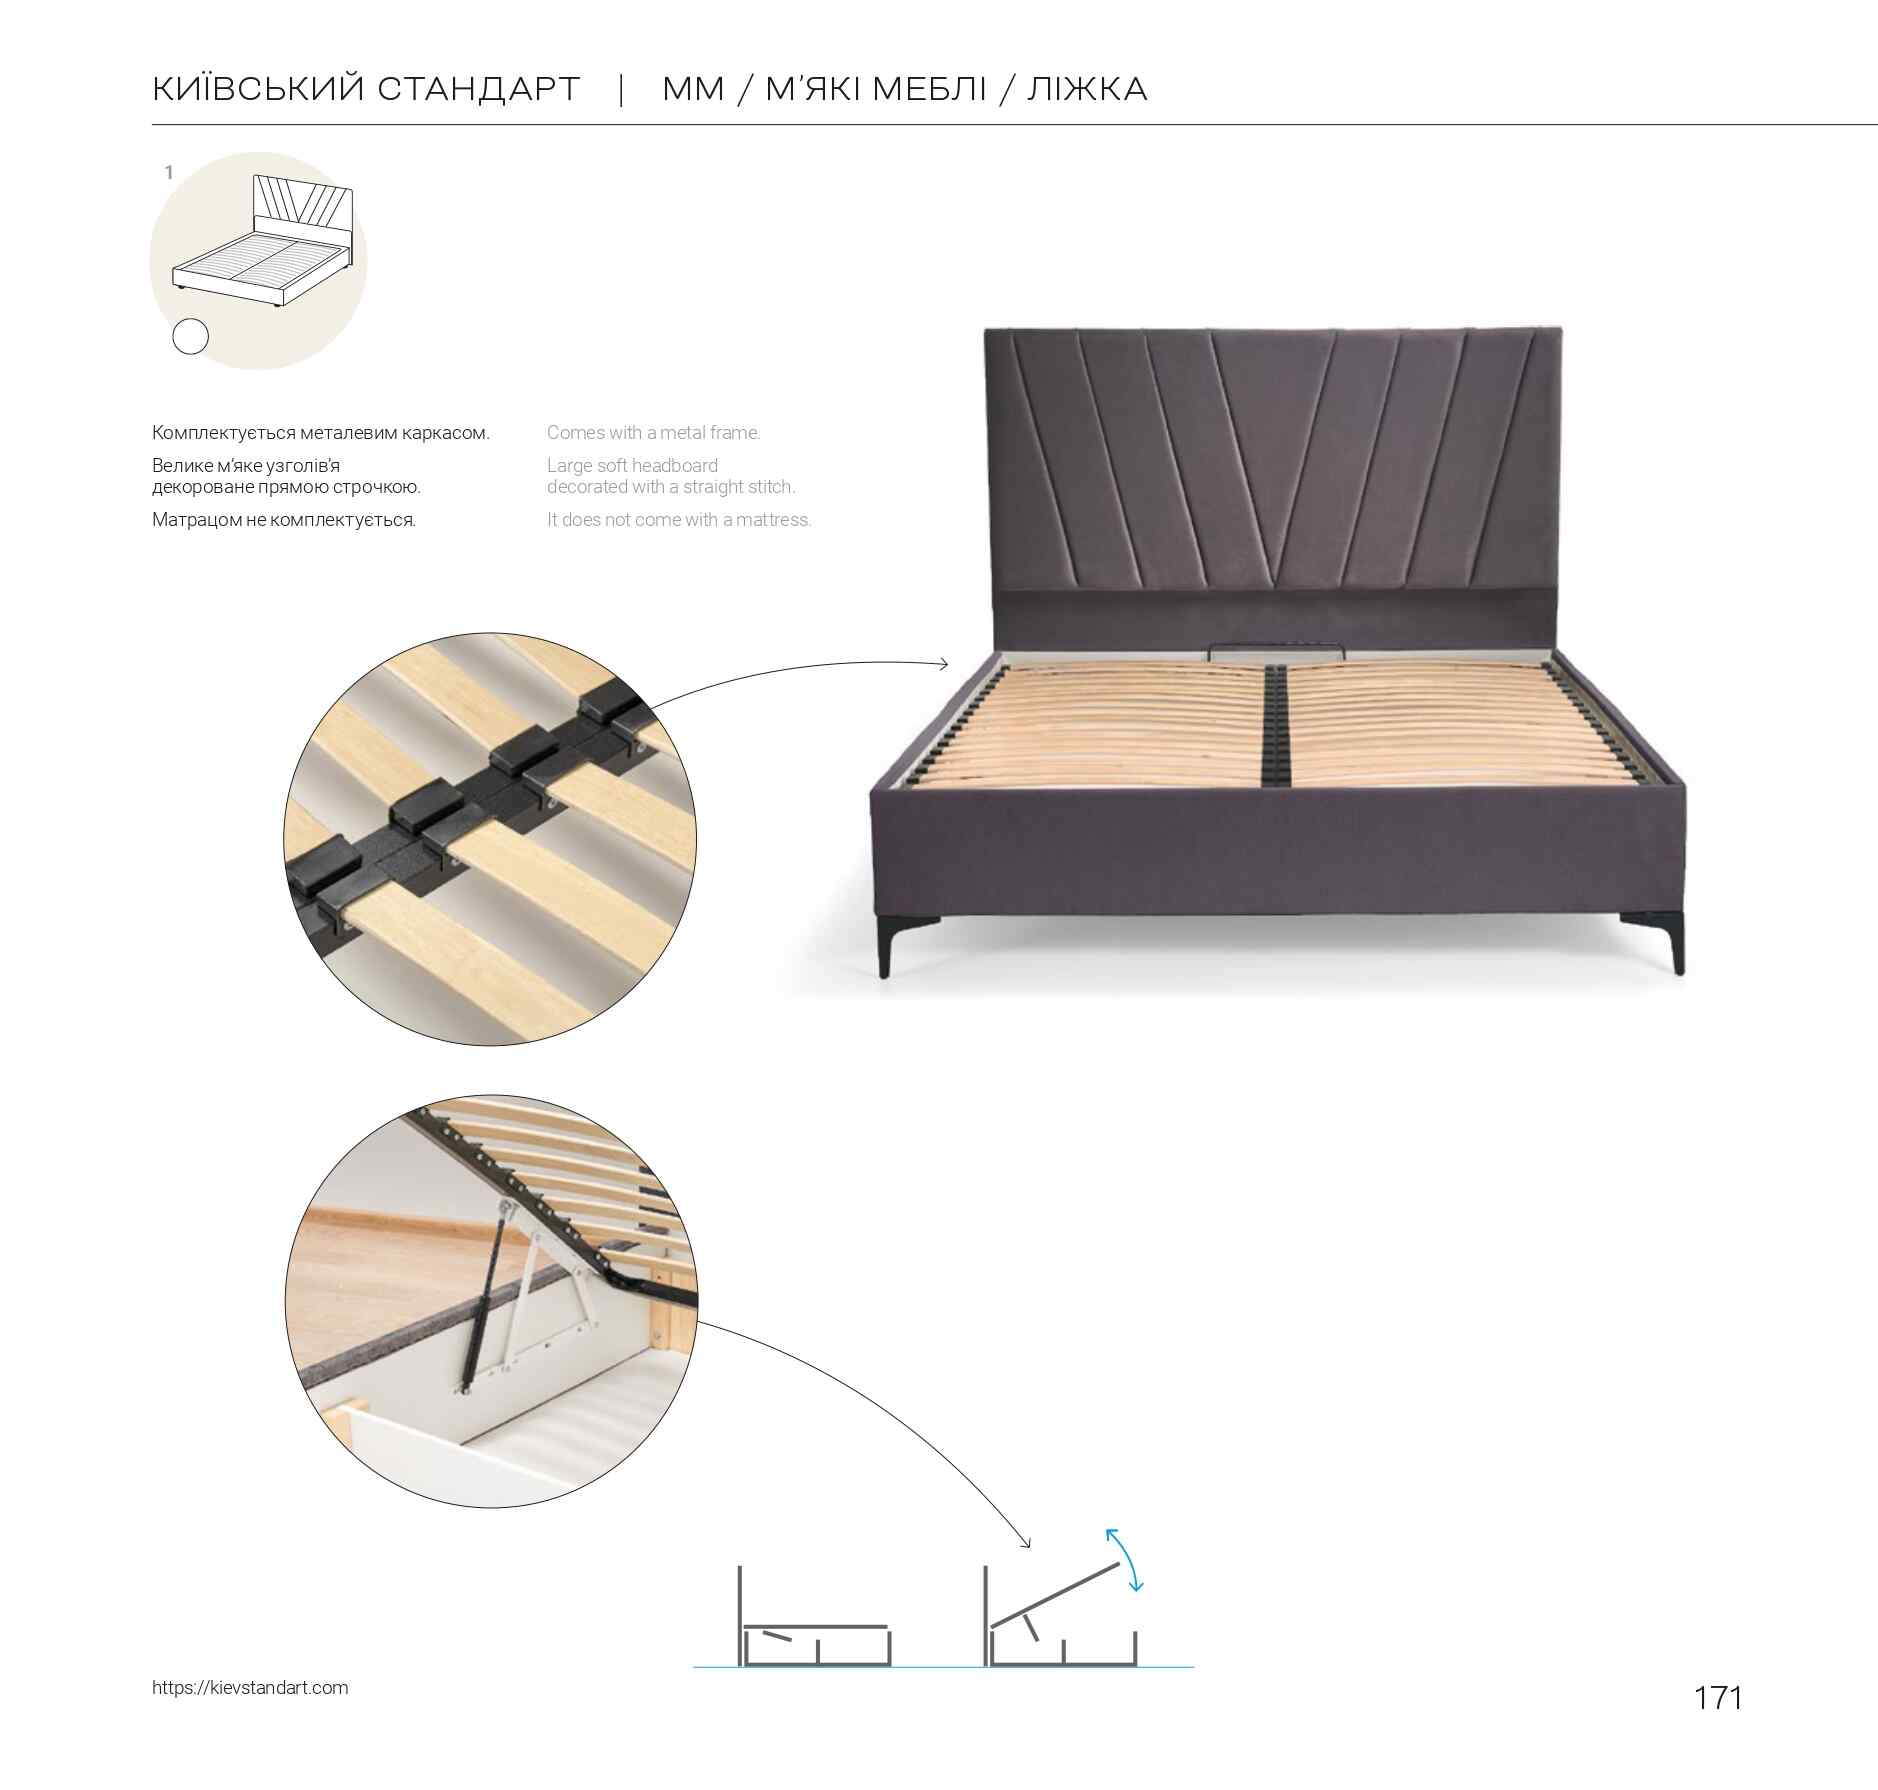 КИЇВСЬКИЙ СТАНДАРТ | ММ / М’ЯКІ МЕБЛІ / ЛІЖКА
1
Комплектується металевим каркасом.
Велике м‘яке узголів’я
декороване прямою строчкою.
Матрацом не комплектується.
Comes with a metal frame.
Large soft headboard
decorated with a straight stitch.
It does not come with a mattress.
https://kievstandart.com
171